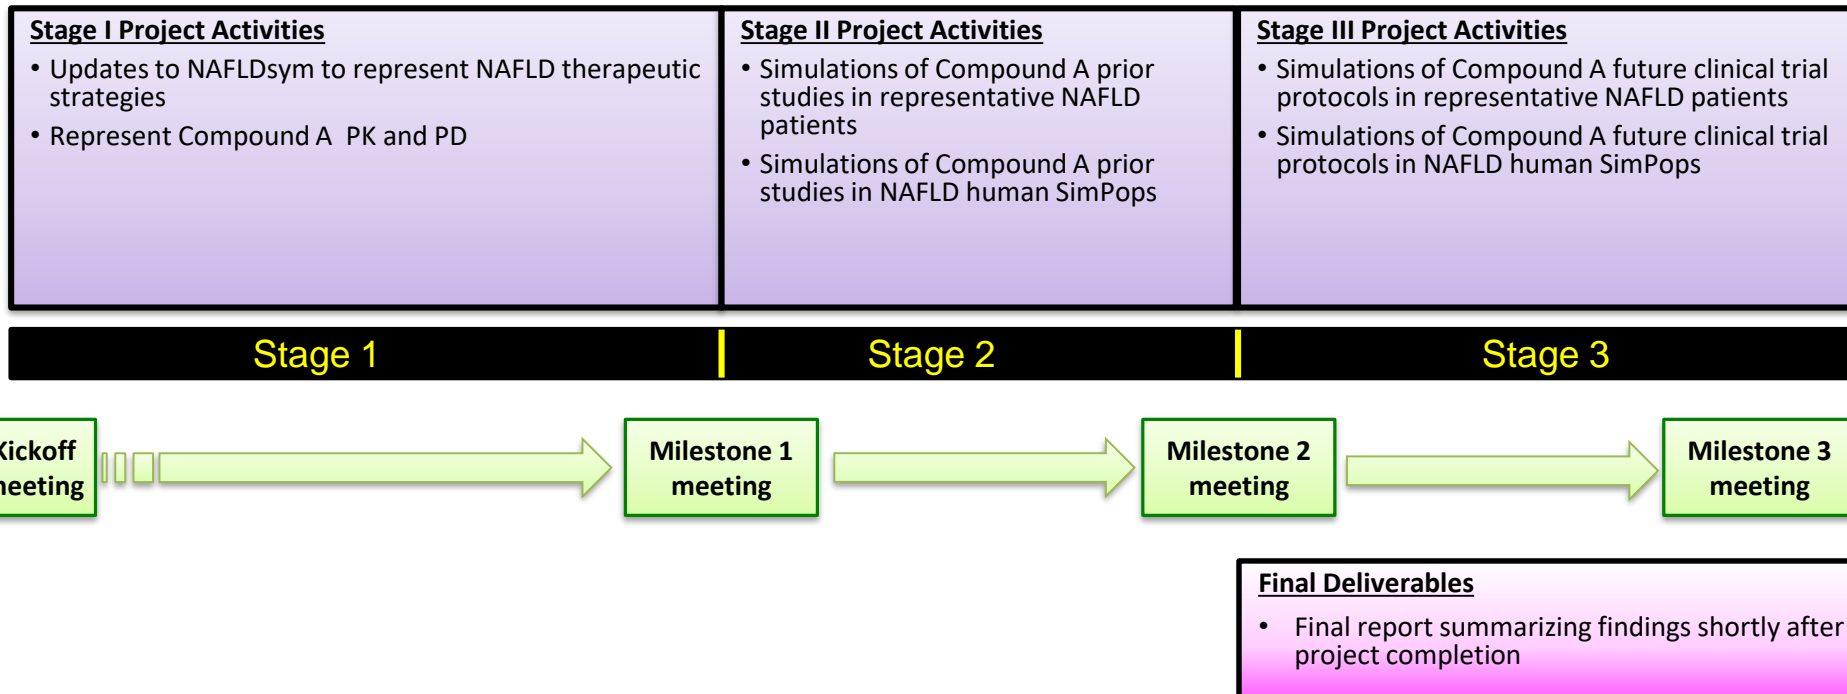 Stage I Project Activities
• Updates to NAFLDsym to represent NAFLD therapeutic
strategies
• Represent Compound A  PK and PD
Stage II Project Activities
• Simulations of Compound A prior
studies in representative NAFLD
patients
• Simulations of Compound A prior
studies in NAFLD human SimPops
Stage III Project Activities
• Simulations of Compound A future clinical trial
protocols in representative NAFLD patients
• Simulations of Compound A future clinical trial
protocols in NAFLD human SimPops
Stage 1
Stage 2
Stage 3
Kickoff
meeting
Milestone 1
meeting
Milestone 2
meeting
Milestone 3
meeting
Final Deliverables
• Final report summarizing findings shortly after
project completion